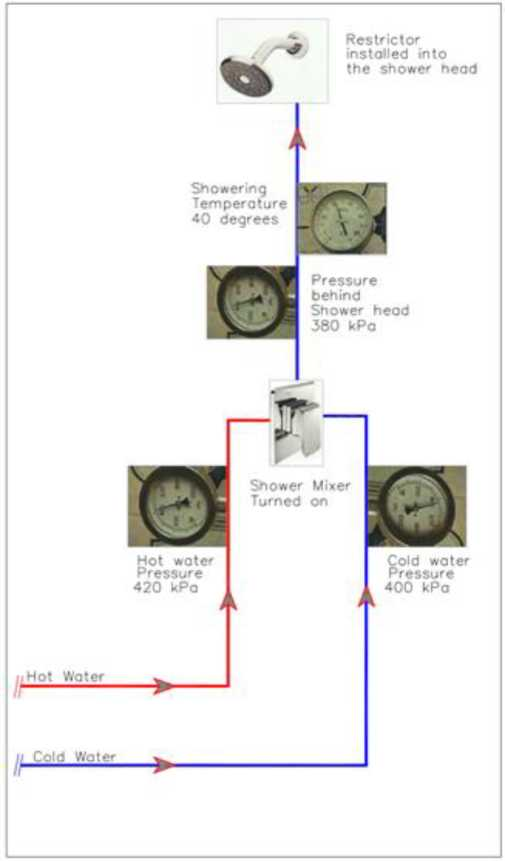 Restrictor
installed into
the shower head
Showering
Temperature
40 degrees
Pressure
behind
Shower head
380 kPa
Shower Mixer
Turned on
Hot water
Pressure
420 kPa
Cold water
Pressure
400 kPa
Hot Water
Cold Water